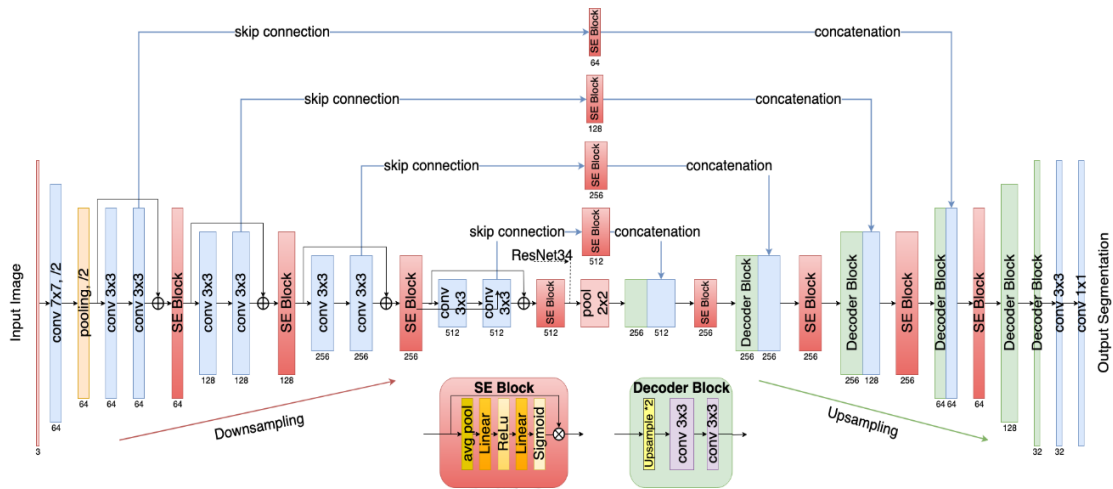 skip connection
SE Block
64
concatenation
skip connection
SE Block
128
concatenation
skip connection
SE Block
256
concatenation
skip connection
SE Block
512
concatenation
ResNet34
Input Image
3
conv 7x7, /2
64
pooling, /2
64
conv 3x3
64
conv 3x3
64
SE Block
64
conv 3x3
128
conv 3x3
128
SE Block
128
conv 3x3
256
conv 3x3
256
SE Block
256
conv
3x3
512
conv
3x3
512
SE Block
512
pool
2x2
256
512
SE Block
256
Decoder Block
256
256
SE Block
256
Decoder Block
256
128
SE Block
256
Decoder Block
64
64
SE Block
64
Decoder Block
128
Decoder Block
32
conv 3x3
32
conv 1x1
Output Segmentation
Downsampling
Upsampling
SE Block
avg pool
Linear
ReLu
Linear
Sigmoid
Decoder Block
Upsample *2
conv 3x3
conv 3x3